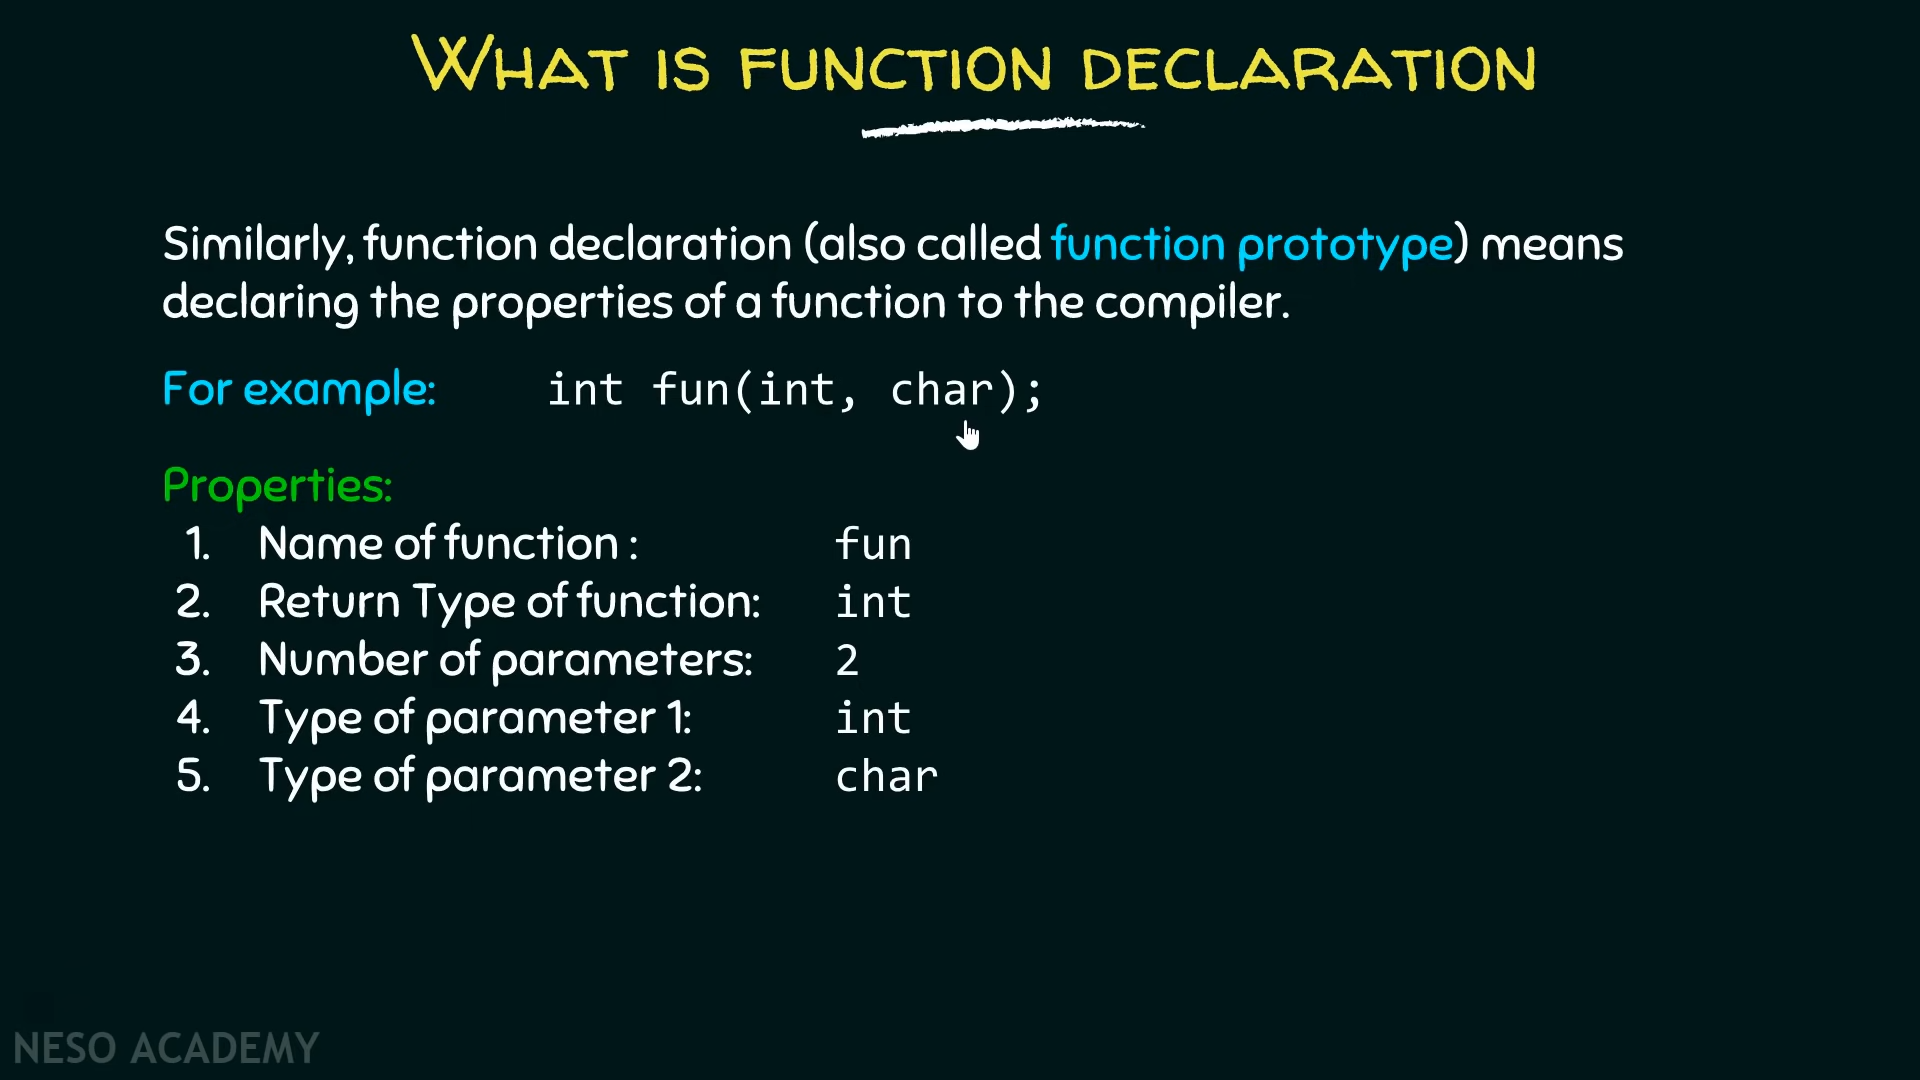 WHAT IS FUNCTION DECLARATION
Similarly, function declaration (also called function prototype) means
declaring the properties of a function to the compiler.
For example: int fun(int, char);
Properties:
1. Name of function : fun
2. Return Type of function: int
3. Number of parameters: 2
4. Type of parameter 1: int
5. Type of parameter 2: char
NESO ACADEMY